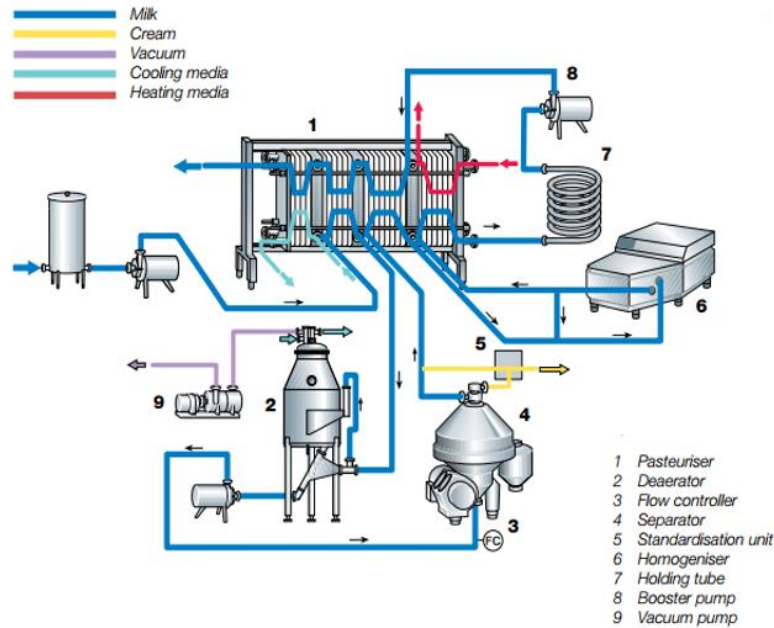 Milk
Cream
Vacuum
Cooling media
Heating media
1
8
7
6
5
2
9
4
3
FC
1 Pasteuriser
2 Deaerator
3 Flow controller
4 Separator
5 Standardisation unit
6 Homogeniser
7 Holding tube
8 Booster pump
9 Vacuum pump